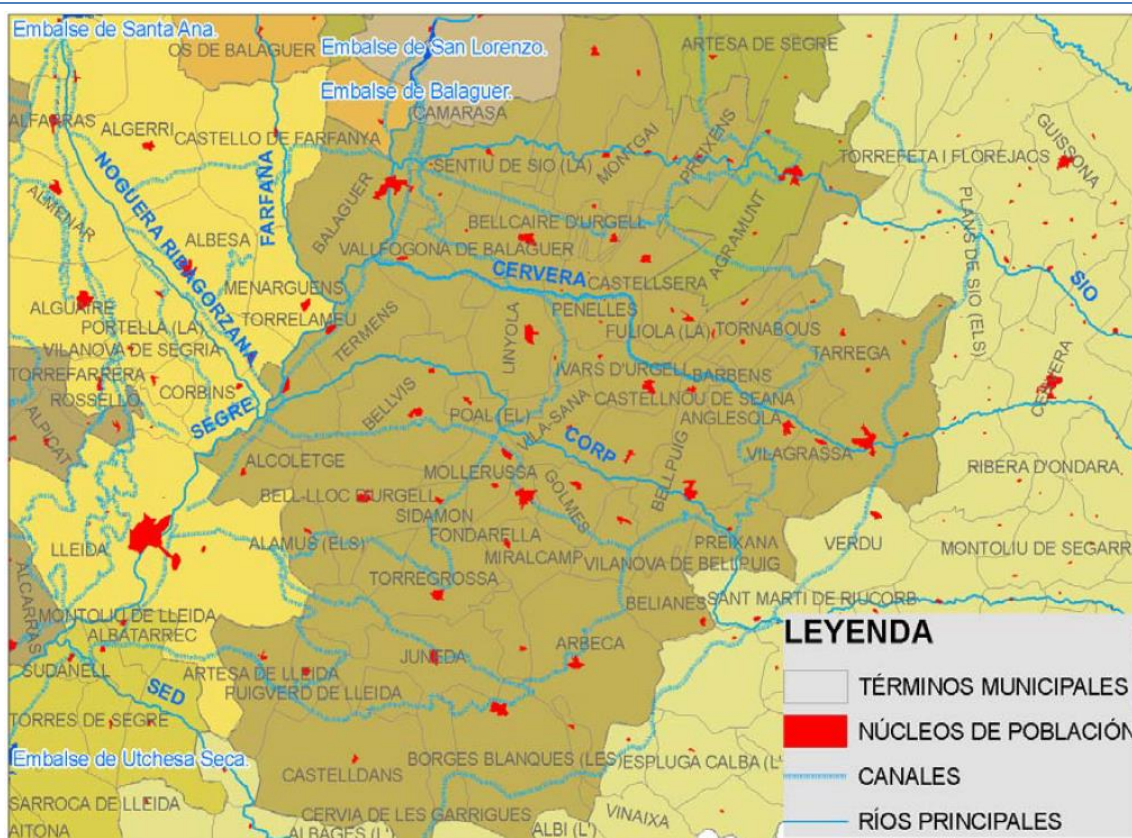 Embalse de Santa Ana.
OS DE BALAGUER
Embalse de San Lorenzo.
ARTESA DE SEGRE
Embalse de Balaguer.
CAMARASA
ALFARRAS
ALGERRI
CASTELLO DE FARFANYA
NOGUERA RIBAGORZANA
FARFAÑA
SENTIU DE SIO (LA)
MONTGAI
PREIXENS
TORREFETA I FLOREJACS
GUISSONA
ALMENAR
BALAGUER
ALBESA
BELLCAIRE D'URGELL
VALLFOGONA DE BALAGUER
AGRAMUNT
PLANS DE SIO (ELS)
SIO
CERVERA
CASTELLSERA
MENARGUENS
ALGUAIRE
TORRELAMEU
PORTELLA (LA)
TERMENS
LINYOLA
PENELLES
FULIOLA (LA)
TORNABOUS
VILANOVA DE SEGRIA
TARREGA
TORREFARRERA
IVARS D'URGELL
BARBENS
CERVERA
ROSSELLO
CORBINS
BELLVIS
CASTELLNOU DE SEANA
SEGRE
POAL (EL)
VILA-SANA
ANGLESOLA
ALPICAT
CORP
VILAGRASSA
ALCOLETGE
MOLLERUSSA
BELLPUIG
RIBERA D'ONDARA
BELL-LLOC D'URGELL
GOLMES
SIDAMON
LLEIDA
ALAMUS (ELS)
FONDARELLA
PREIXANA
VERDU
MONTOLIU DE SEGARR
MIRALCAMP
VILANOVA DE BELLPUIG
ALCARRAS
TORREGROSSA
MONTOLIU DE LLEIDA
BELIANES
SANT MARTI DE RIUCORB
ALBATARREC
LEYENDA
SUDANELL
ARBECA
JUNEDA
ARTESA DE LLEIDA
SED
PUIGVERD DE LLEIDA
TÉRMINOS MUNICIPALES
TORRES DE SEGRE
NÚCLEOS DE POBLACIÓN
Embalse de Utchesa Seca.
BORGES BLANQUES (LES)
ESPLUGA CALBA (L'
CASTELLDANS
CANALES
SARROCA DE LLEIDA
CERVIA DE LES GARRIGUES
VINAIXA
AITONA
ALBAGES (L')
ALBI (L')
RÍOS PRINCIPALES